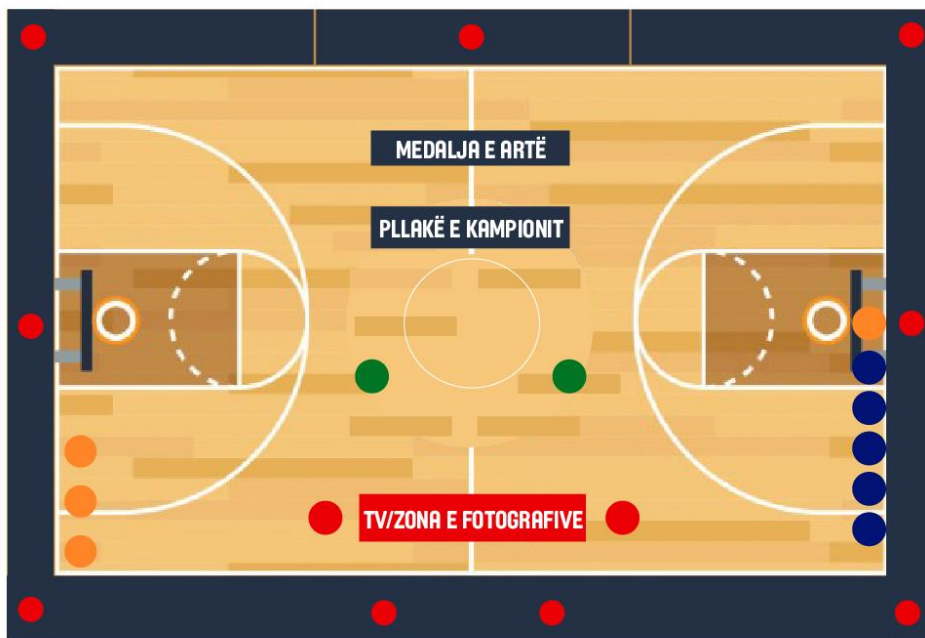 MEDALJA E ARTË
PLLAKË E KAMPIONIT
TV/ZONA E FOTOGRAFIVE